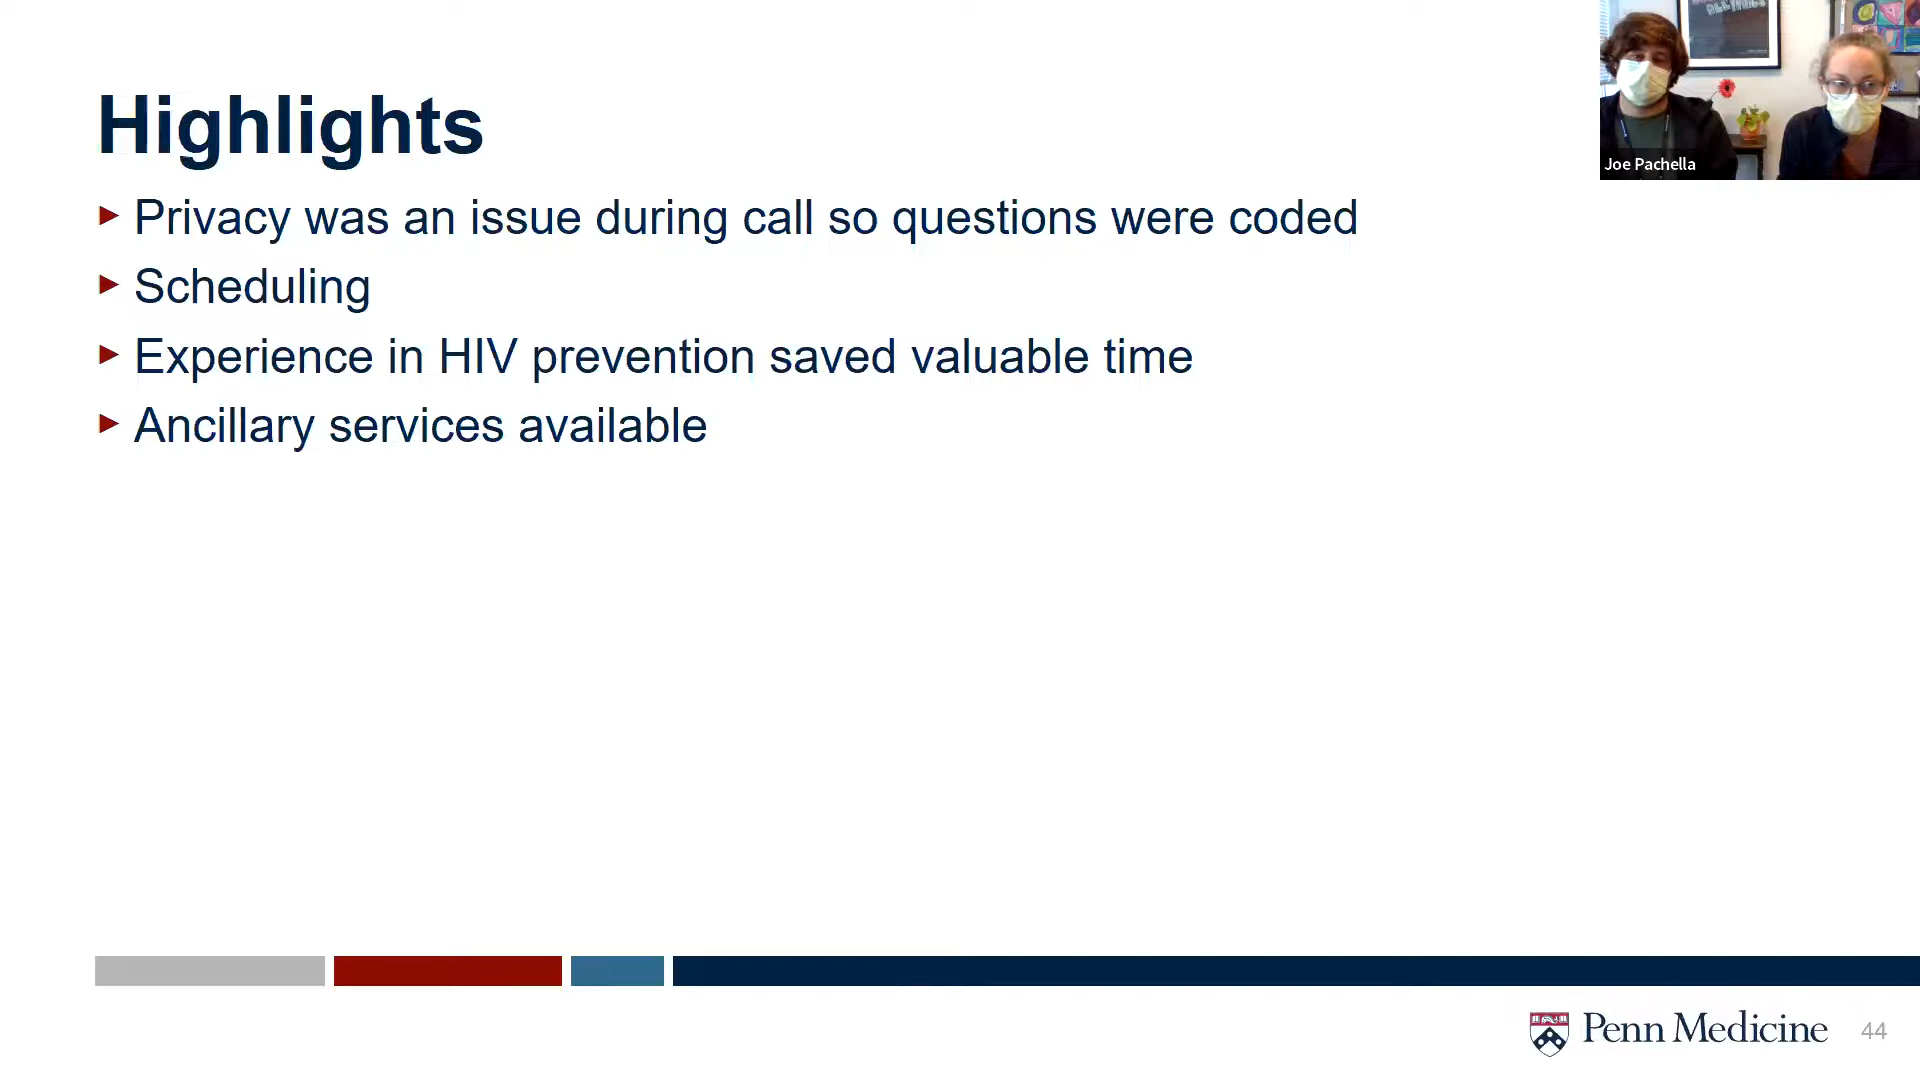 Highlights
Privacy was an issue during call so questions were coded
Scheduling
Experience in HIV prevention saved valuable time
Ancillary services available
Joe Pachella
Penn Medicine
44